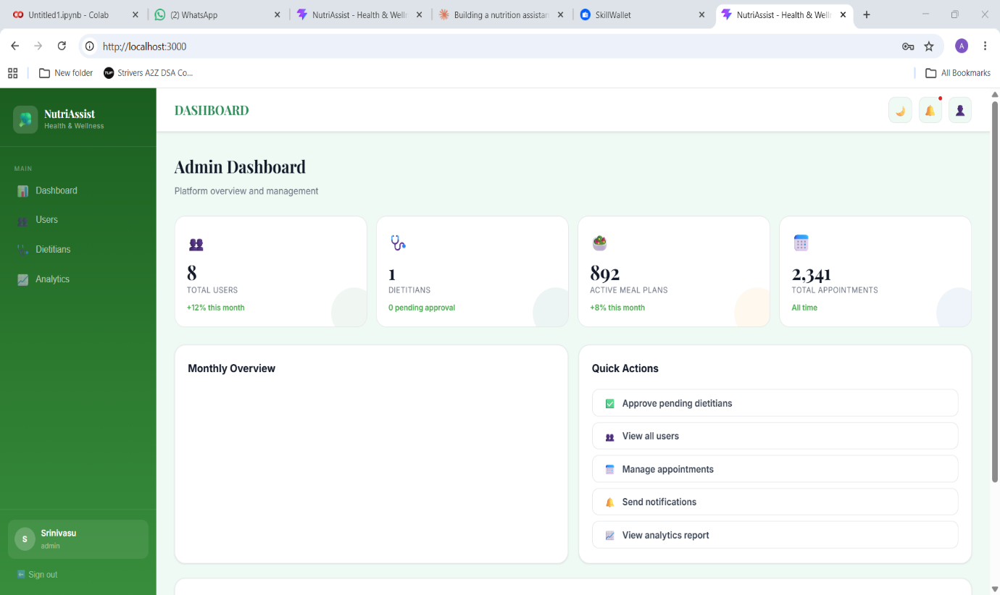 Untitled1.ipynb - Colab
(2) WhatsApp
NutriAssist - Health & Welln
Building a nutrition assistan
SkillWallet
NutriAssist - Health & Welln
http://localhost:3000
A
New folder
TUF
Strivers A2Z DSA Co...
All Bookmarks
NutriAssist
Health & Wellness
MAIN
Dashboard
Users
Dietitians
Analytics
Srinivasu
S
admin
Sign out
DASHBOARD
Admin Dashboard
Platform overview and management
8
TOTAL USERS
+12% this month
1
DIETITIANS
0 pending approval
892
ACTIVE MEAL PLANS
+8% this month
2,341
TOTAL APPOINTMENTS
All time
Monthly Overview
Quick Actions
Approve pending dietitians
View all users
Manage appointments
Send notifications
View analytics report